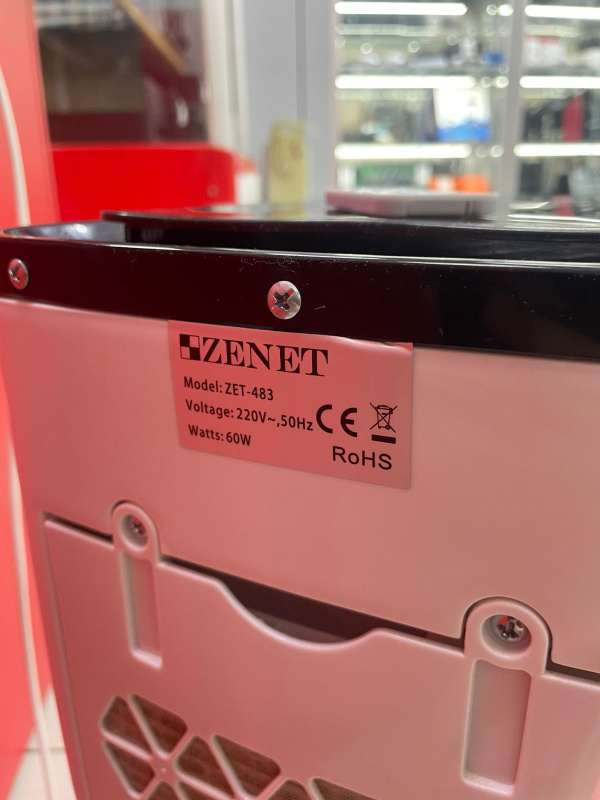 ZENET
Model: ZET-483
Voltage: 220V~,50Hz
Watts: 60W
CE
RoHS